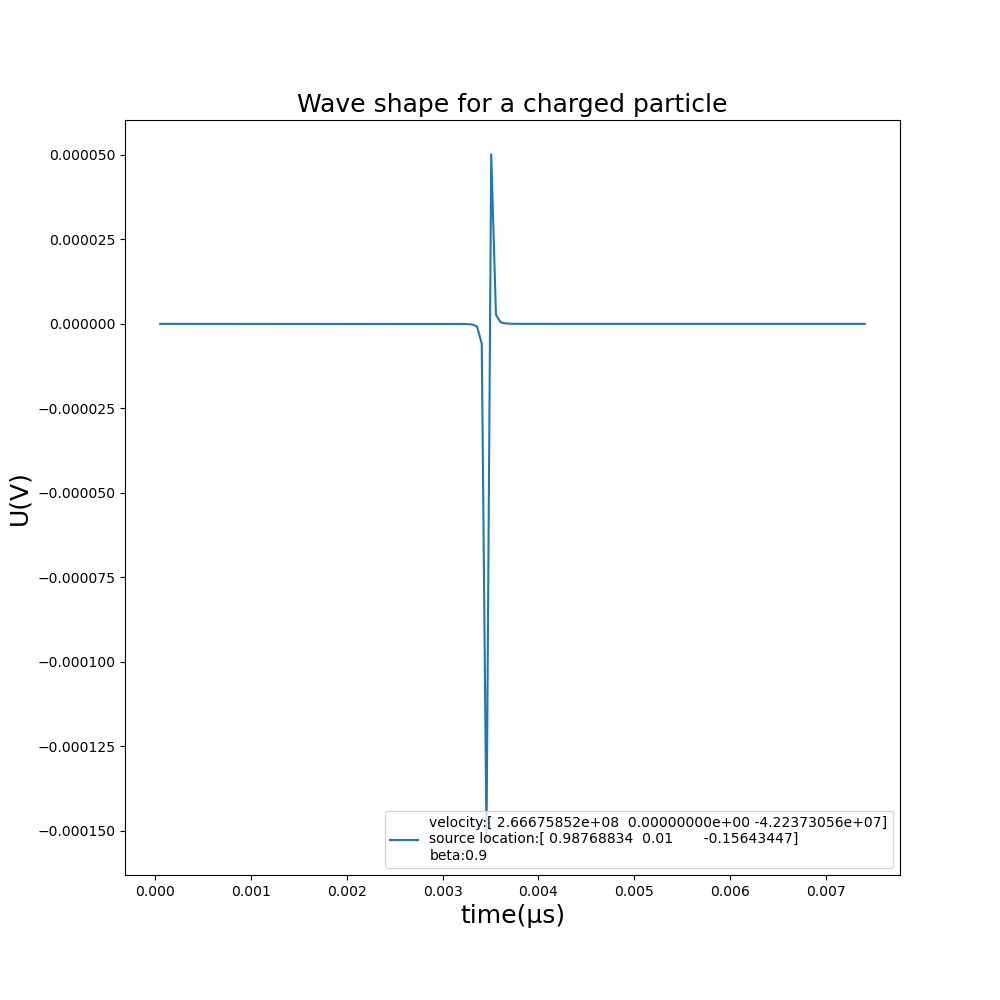 Wave shape for a charged particle
0.000050
0.000025
0.000000
−0.000025
−0.000050
−0.000075
−0.000100
−0.000125
−0.000150
U(V)
velocity:[ 2.66675852e+08  0.00000000e+00 -4.22373056e+07]
source location:[ 0.98768834  0.01       -0.15643447]
beta:0.9
0.000 0.001 0.002 0.003 0.004 0.005 0.006 0.007
time(μs)